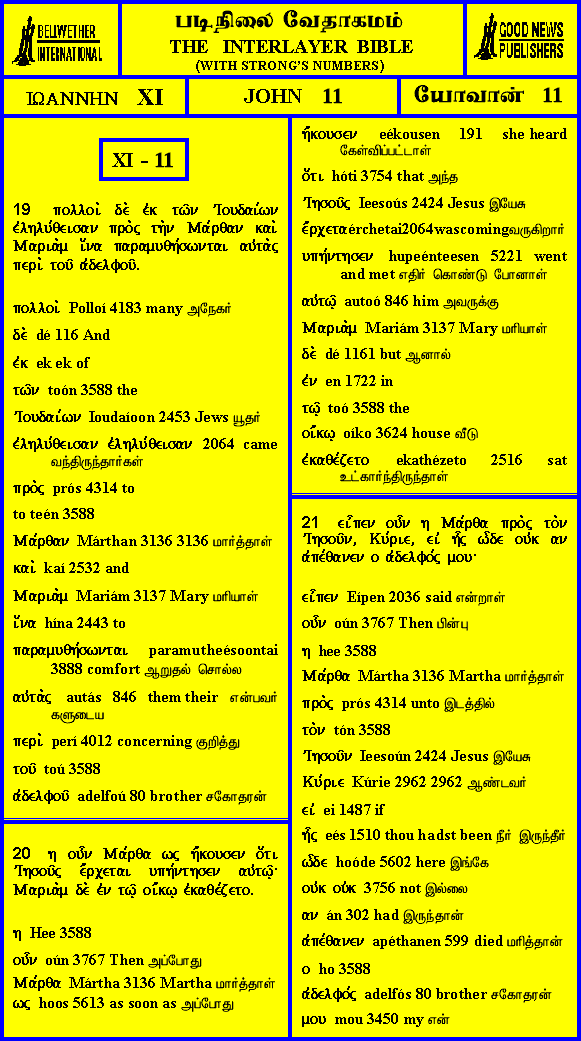 BELLWETHER
INTERNATIONAL
படிநிலை வேதாகமம்
THE INTERLAYER BIBLE
(WITH STRONG'S NUMBERS)
GOOD NEWS
PUBLISHERS
ΙΩΑΝΝΗΝ XI
JOHN 11
யோவான் 11
XI - 11
19 πολλοὶ δὲ ἐκ τῶν Ἰουδαίων
ἐληλύθεισαν πρὸς τὴν Μάρθαν καὶ
Μαριὰμ ἵνα παραμυθήσωνται αὐτὰς
περὶ τοῦ ἀδελφοῦ.
πολλοὶ Polloí 4183 many அநேகர்
δὲ dé 116 And
ἐκ ek ek of
τῶν toón 3588 the
Ἰουδαίων Ioudaíoon 2453 Jews யூதர்
ἐληλύθεισαν ἐληλύθεισαν 2064 came
வந்திருந்தார்கள்
πρὸς prós 4314 to
to teén 3588
Μάρθαν Márthan 3136 3136 மார்த்தாள்
καὶ kaí 2532 and
Μαριὰμ Mariám 3137 Mary மரியாள்
ἵνα hína 2443 to
παραμυθήσωνται paramutheésoontai
3888 comfort ஆறுதல் சொல்ல
αὐτὰς autás 846 them their என்பவர்
களுடைய
περὶ perí 4012 concerning குறித்து
τοῦ toú 3588
ἀδελφοῦ adelfoú 80 brother சகோதரன்
20 η οὖν Μάρθα ως ἤκουσεν ὅτι
Ἰησοῦς ἔρχεται υπήντησεν αὐτῷ·
Μαριὰμ δὲ ἐν τῷ οἴκῳ ἐκαθέζετο.
η Hee 3588
οὖν oún 3767 Then அப்போது
Μάρθα Mártha 3136 Martha மார்த்தாள்
ως hoos 5613 as soon as அப்போது
ἤκουσεν eékousen 191 she heard
கேள்விப்பட்டாள்
ὅτι hóti 3754 that அந்த
Ἰησοῦς Ieesoús 2424 Jesus இயேசு
ἔρχεταιérchetai2064wascomingவருகிறார்
υπήντησεν hupeénteesen 5221 went
and met எதிர் கொண்டு போனாள்
αὐτῷ autoó 846 him அவருக்கு
Μαριὰμ Mariám 3137 Mary மரியாள்
δὲ dé 1161 but ஆனால்
ἐν en 1722 in
τῷ toó 3588 the
οἴκῳ oíko 3624 house வீடு
ἐκαθέζετο ekathézeto 2516 sat
உட்கார்ந்திருந்தாள்
21 εἶπεν οὖν η Μάρθα πρὸς τὸν
Ἰησοῦν, Κύριε, εἰ ἦς ὧδε οὐκ αν
ἀπέθανεν ο ἀδελφός μου·
εἶπεν Eípen 2036 said என்றாள்
οὖν oún 3767 Then பின்பு
η hee 3588
Μάρθα Mártha 3136 Martha மார்த்தாள்
πρὸς prós 4314 unto இடத்தில்
τὸν tón 3588
Ἰησοῦν Ieesoún 2424 Jesus இயேசு
Κύριε Kúrie 2962 2962 ஆண்டவர்
εἰ ei 1487 if
ἦς eés 1510 thou hadst been நீர் இருந்தீர்
ὧδε hoóde 5602 here இங்கே
οὐκ οὐκ 3756 not இல்லை
αν án 302 had இருந்தான்
ἀπέθανεν apéthanen 599 died மரித்தான்
ο ho 3588
ἀδελφός adelfós 80 brother சகோதரன்
μου mou 3450 my என்